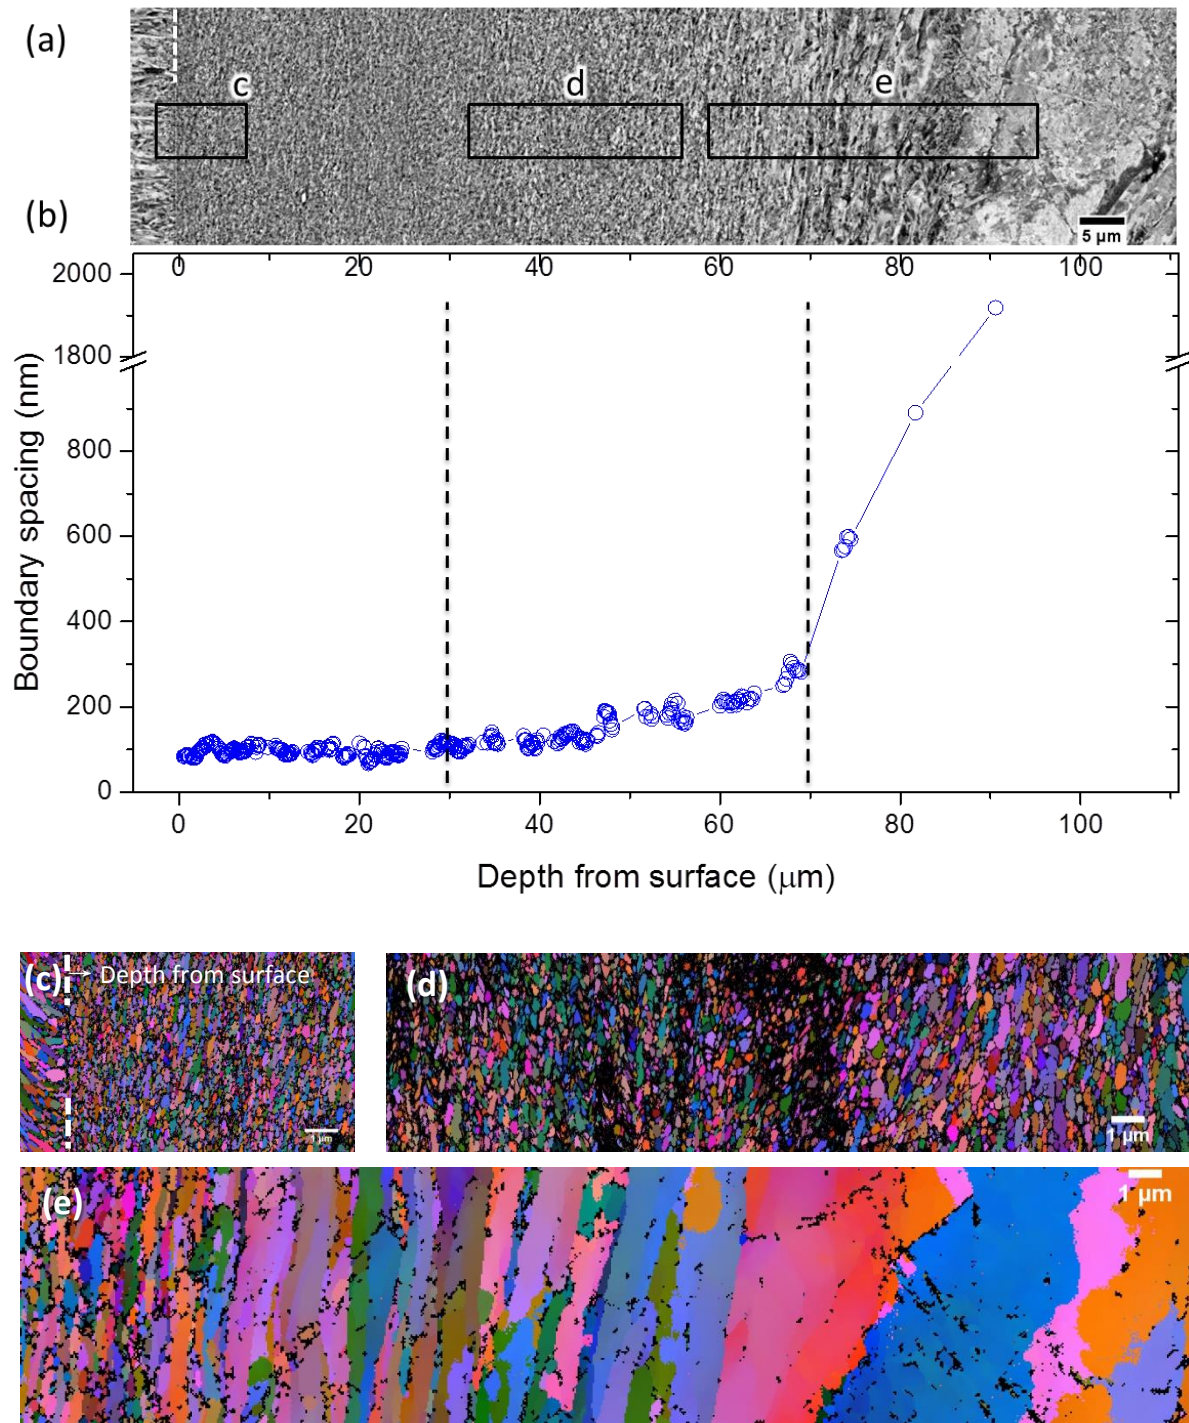 (a)
c
d
e
5 μm
(b)
0 20 40 60 80 100
2000
1800
800
600
400
200
0
Boundary spacing (nm)
0 20 40 60 80 100
Depth from surface (μm)
(c) → Depth from surface
1 μm
(d)
1 μm
(e)
1 μm